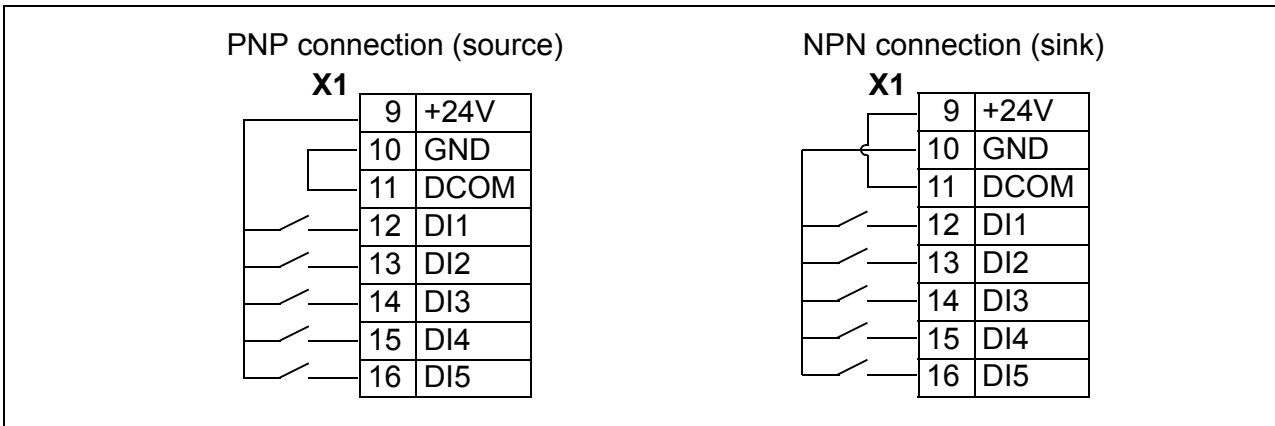 PNP connection (source)
X1
9 +24V
10 GND
11 DCOM
12 DI1
13 DI2
14 DI3
15 DI4
16 DI5
NPN connection (sink)
X1
9 +24V
10 GND
11 DCOM
12 DI1
13 DI2
14 DI3
15 DI4
16 DI5